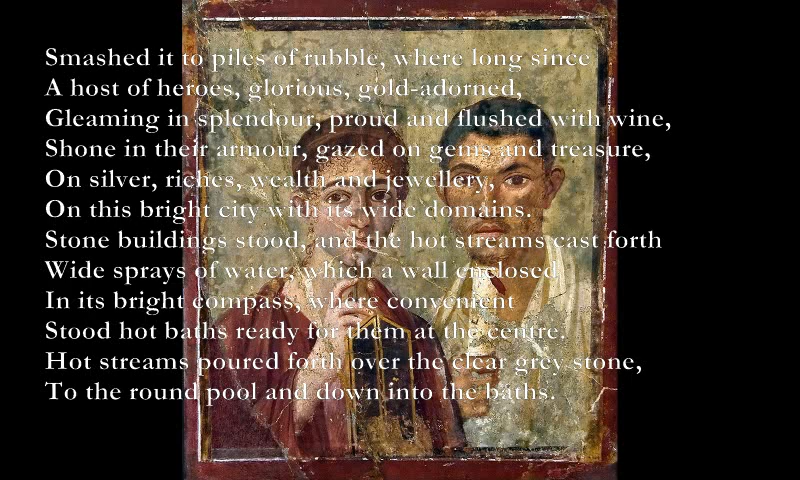 Smashed it to piles of rubble, where long since
A host of heroes, glorious, gold-adorned,
Gleaming in splendour, proud and flushed with wine,
Shone in their armour, gazed on gems and treasure,
On silver, riches, wealth and jewellery,
On this bright city with its wide domains.
Stone buildings stood, and the hot streams cast forth
Wide sprays of water, which a wall enclosed
In its bright compass, where convenient
Stood hot baths ready for them at the centre.
Hot streams poured forth over the clear grey stone,
To the round pool and down into the baths.